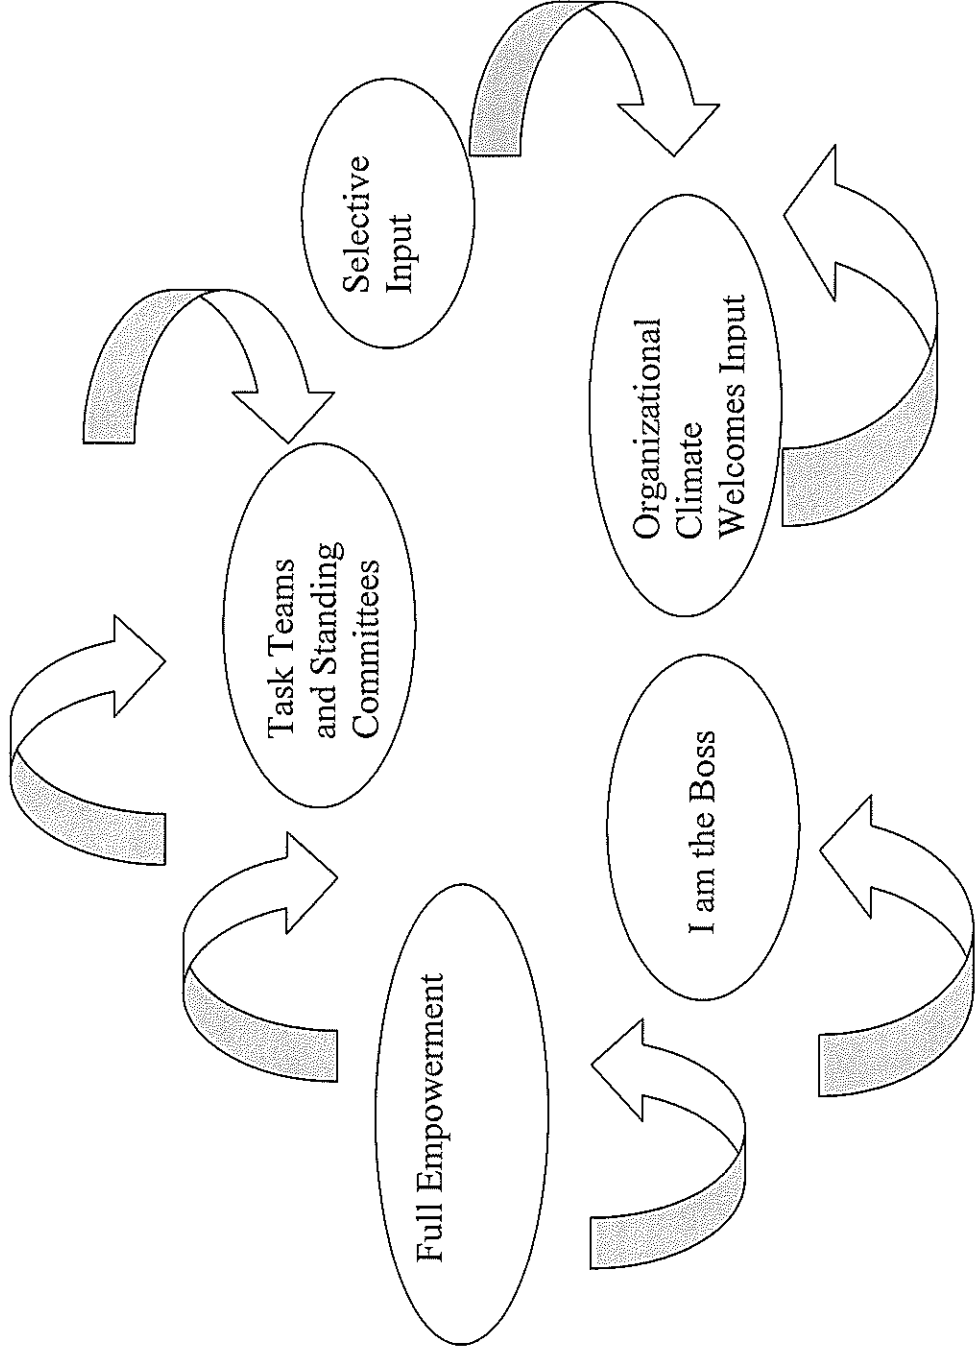 Full Empowerment
Task Teams
and Standing
Committees
Selective
Input
I am the Boss
Organizational
Climate
Welcomes Input